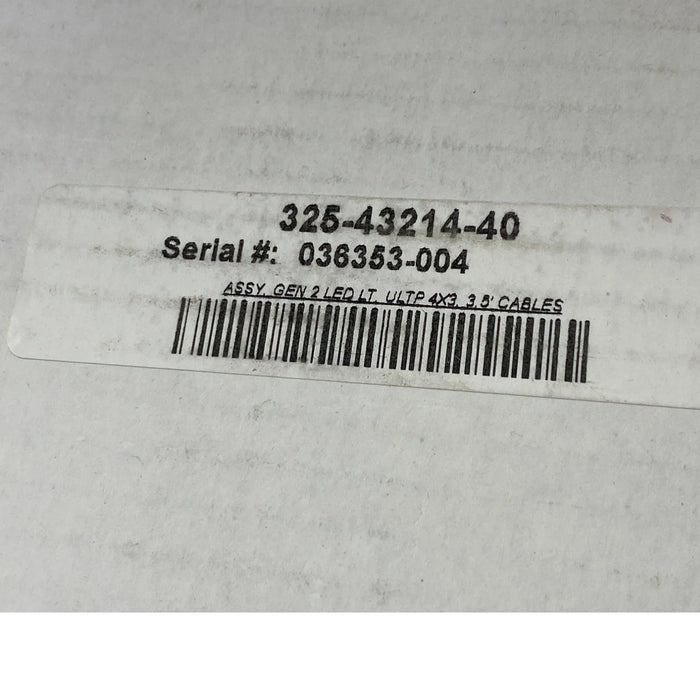 325-43214-40
Serial #: 036353-004
ASSY, GEN 2 LED LT, ULTP 4X3, 3.5' CABLES